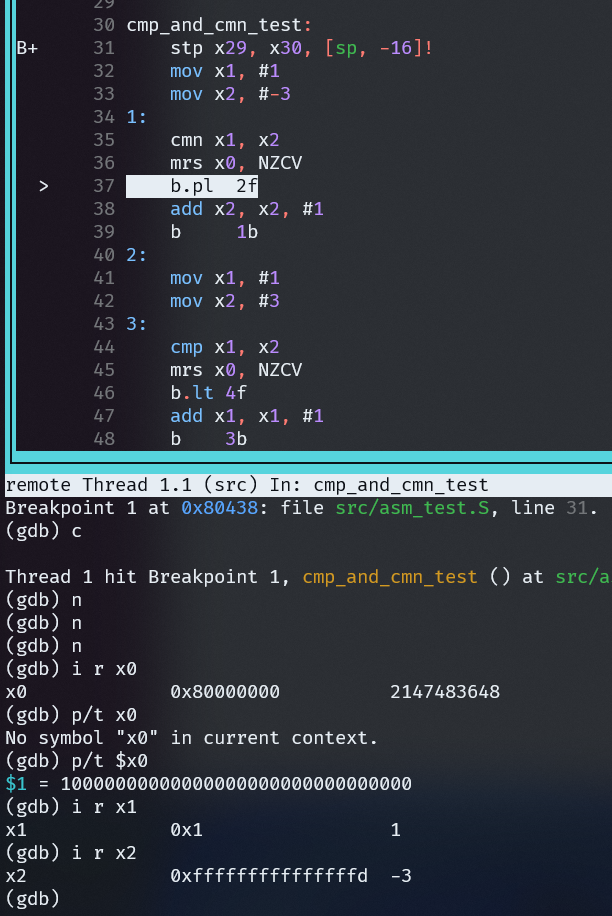 29
30 cmp_and_cmn_test:
B+ 31     stp x29, x30, [sp, -16]!
32     mov x1, #1
33     mov x2, #-3
34 1:
35     cmn x1, x2
36     mrs x0, NZCV
> 37     b.pl  2f
38     add x2, x2, #1
39     b     1b
40 2:
41     mov x1, #1
42     mov x2, #3
43 3:
44     cmp x1, x2
45     mrs x0, NZCV
46     b.lt 4f
47     add x1, x1, #1
48     b    3b
remote Thread 1.1 (src) In: cmp_and_cmn_test
Breakpoint 1 at 0x80438: file src/asm_test.S, line 31.
(gdb) c
Thread 1 hit Breakpoint 1, cmp_and_cmn_test () at src/a
(gdb) n
(gdb) n
(gdb) n
(gdb) i r x0
x0             0x80000000          2147483648
(gdb) p/t x0
No symbol "x0" in current context.
(gdb) p/t $x0
$1 = 10000000000000000000000000000000
(gdb) i r x1
x1             0x1                 1
(gdb) i r x2
x2             0xfffffffffffffffd  -3
(gdb)